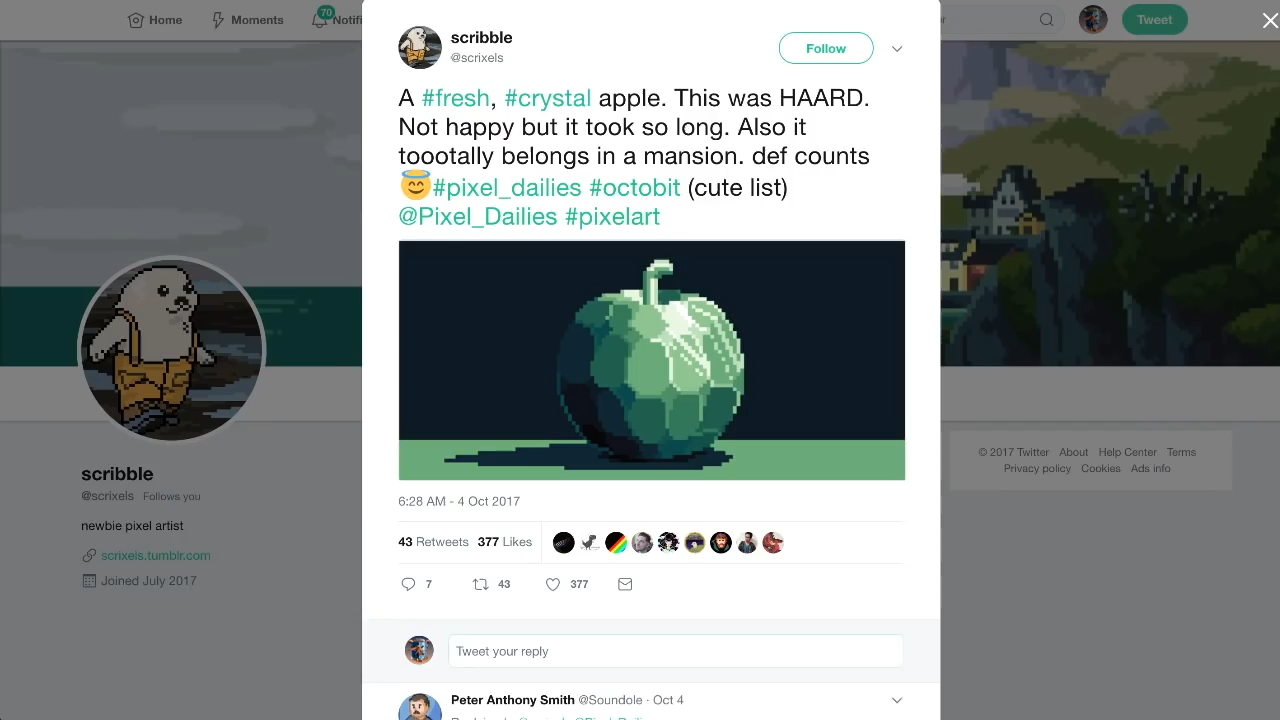 Home
Moments
70
Notifi
Tweet
scribble
@scrixels
Follow
A #fresh, #crystal apple. This was HAARD.
Not happy but it took so long. Also it
toootally belongs in a mansion. def counts
😇#pixel_dailies #octobit (cute list)
@Pixel_Dailies #pixelart
6:28 AM - 4 Oct 2017
43 Retweets 377 Likes
7
43
377
Tweet your reply
Peter Anthony Smith @Soundole · Oct 4
scribble
@scrixels Follows you
newbie pixel artist
scrixels.tumblr.com
Joined July 2017
© 2017 Twitter About Help Center Terms
Privacy policy Cookies Ads info